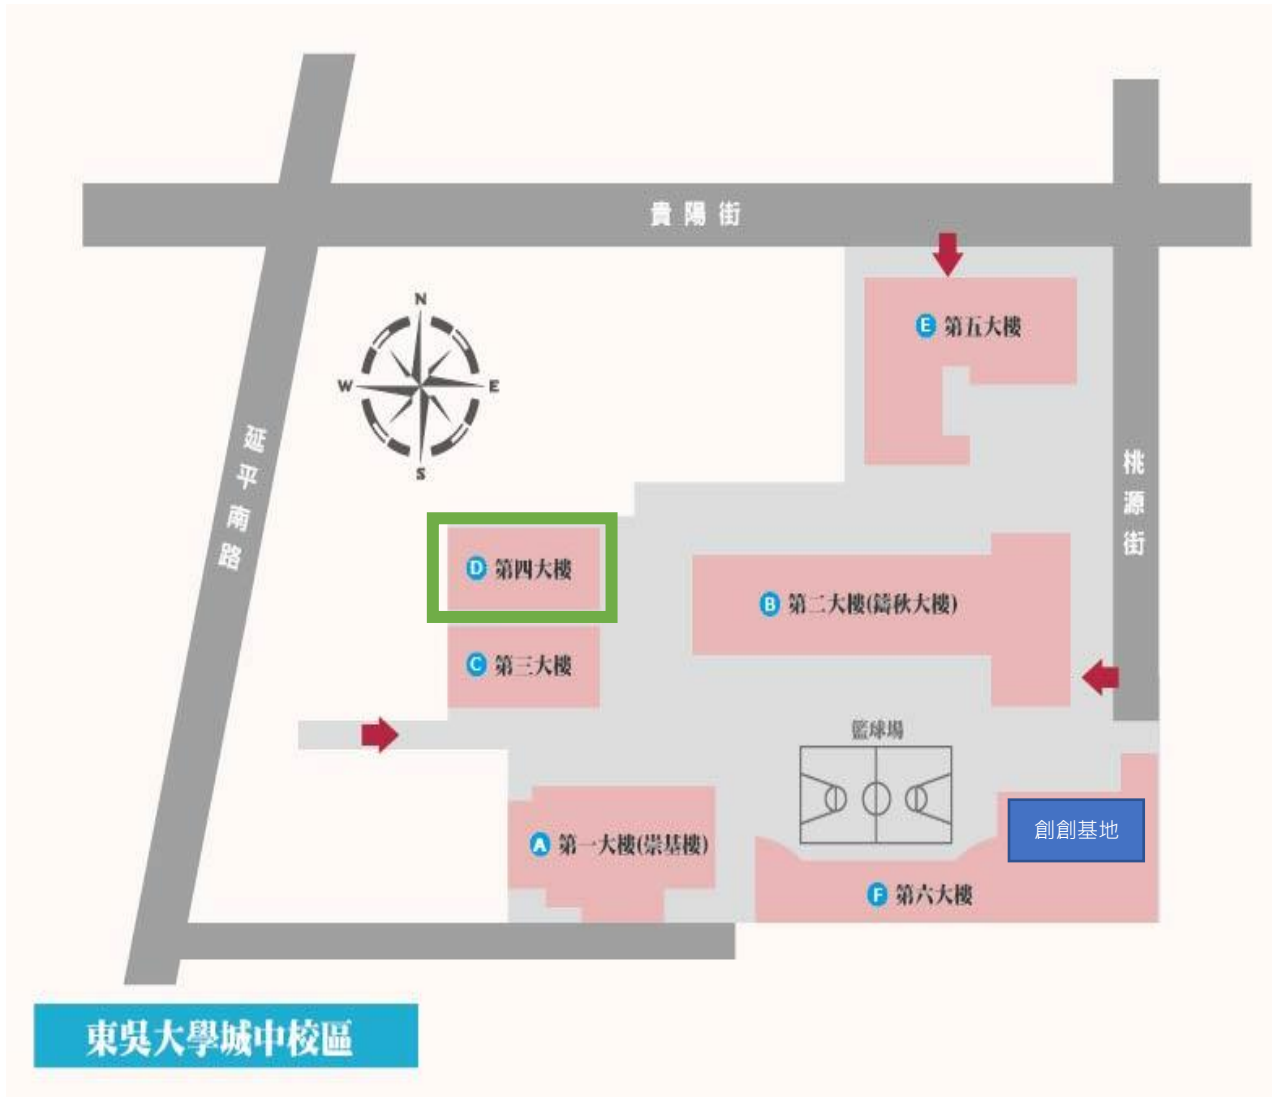 貴陽街
N
W
E
S
延平南路
桃源街
E 第五大樓
D 第四大樓
B 第二大樓(鑄秋大樓)
C 第三大樓
籃球場
創創基地
A 第一大樓(崇基樓)
F 第六大樓
東吳大學城中校區